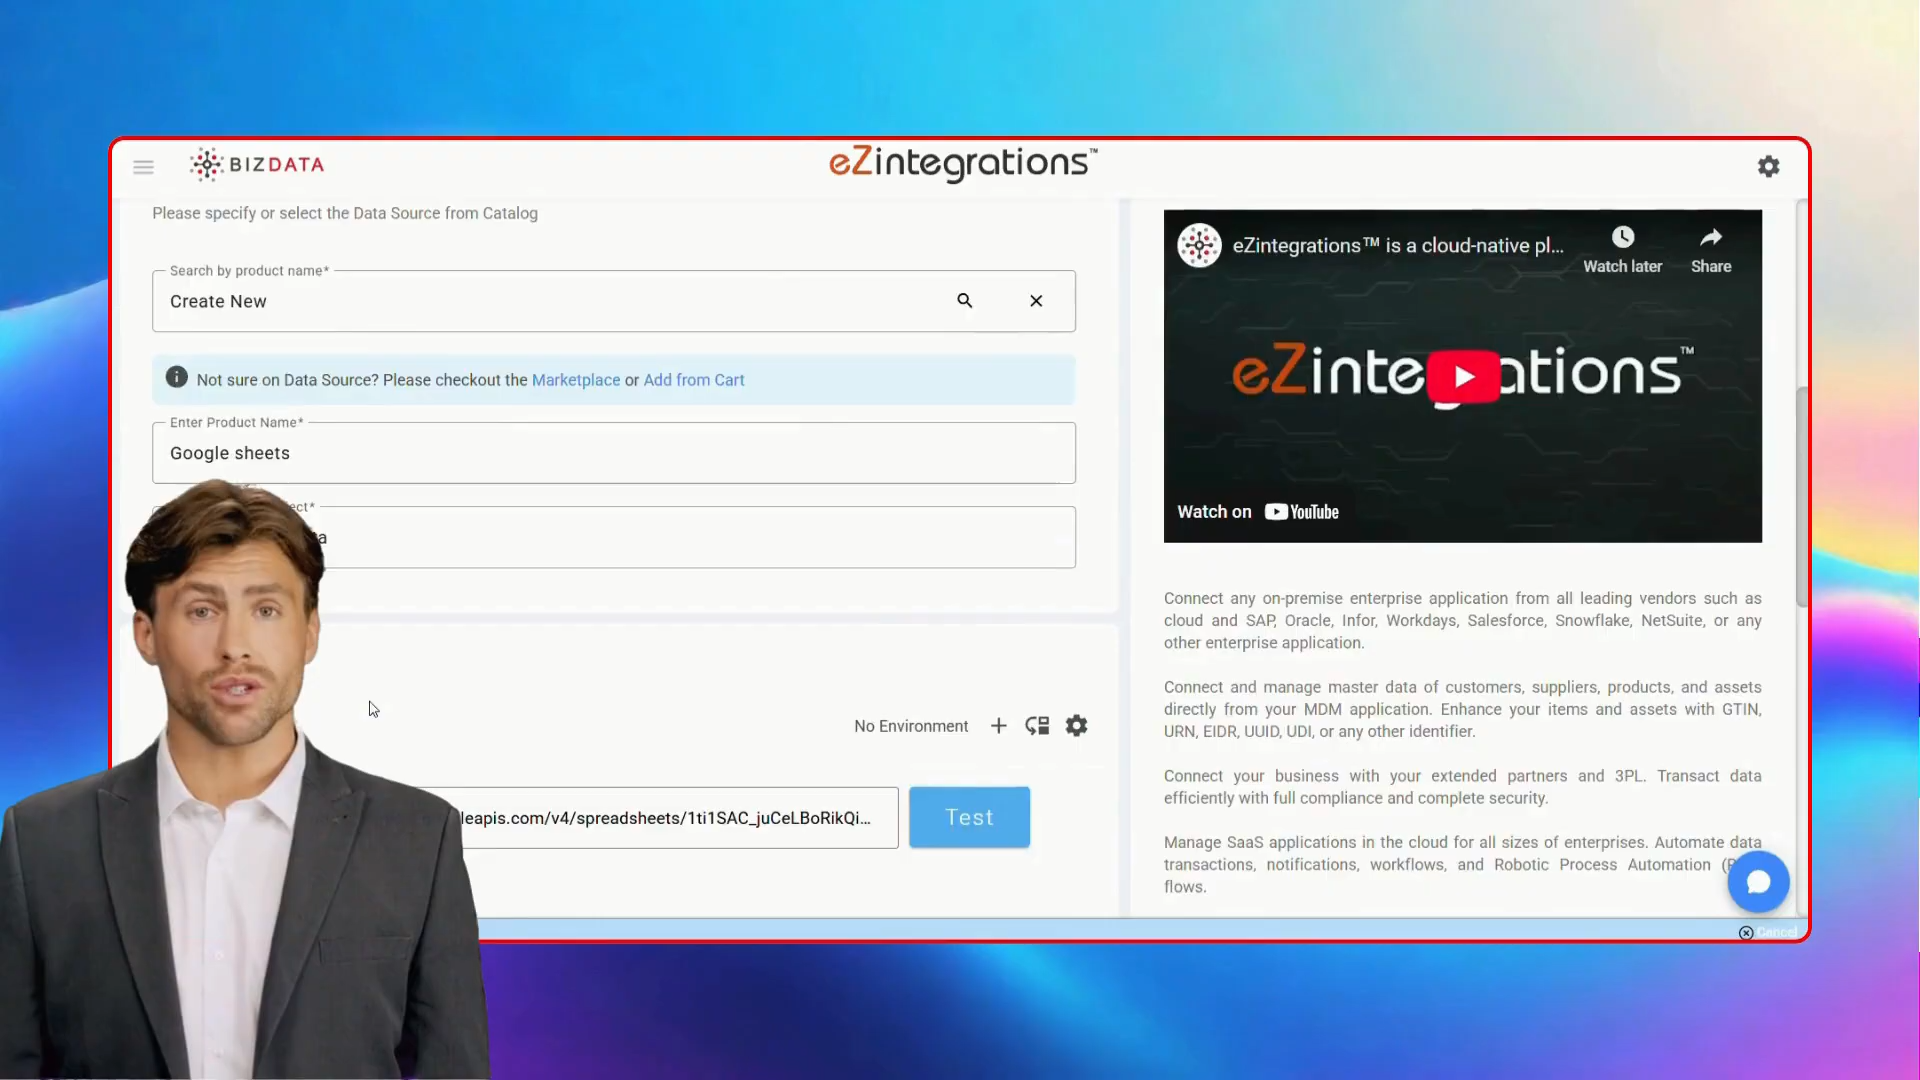 BIZDATA
eZintegrations™
Please specify or select the Data Source from Catalog
Search by product name*
Create New
Not sure on Data Source? Please checkout the Marketplace or Add from Cart
Enter Product Name*
Google sheets
No Environment
leapis.com/v4/spreadsheets/1ti1SAC_juCeLBoRikQi...
Test
eZintegrations™ is a cloud-native pl...
Watch later
Share
Watch on YouTube
Connect any on-premise enterprise application from all leading vendors such as
cloud and SAP, Oracle, Infor, Workdays, Salesforce, Snowflake, NetSuite, or any
other enterprise application.
Connect and manage master data of customers, suppliers, products, and assets
directly from your MDM application. Enhance your items and assets with GTIN,
URN, EIDR, UUID, UDI, or any other identifier.
Connect your business with your extended partners and 3PL. Transact data
efficiently with full compliance and complete security.
Manage SaaS applications in the cloud for all sizes of enterprises. Automate data
transactions, notifications, workflows, and Robotic Process Automation
flows.
Cancel